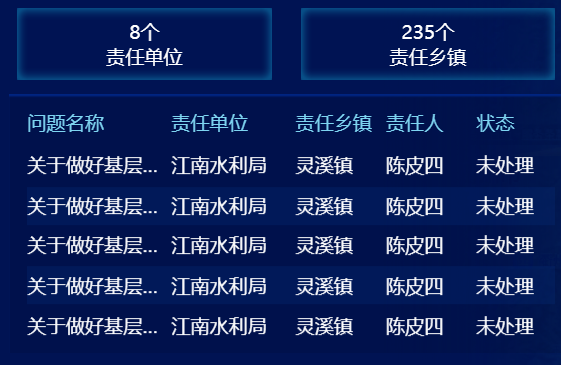 8个 235个
责任单位 责任乡镇
问题名称 责任单位 责任乡镇 责任人 状态
关于做好基层... 江南水利局 灵溪镇 陈皮四 未处理
关于做好基层... 江南水利局 灵溪镇 陈皮四 未处理
关于做好基层... 江南水利局 灵溪镇 陈皮四 未处理
关于做好基层... 江南水利局 灵溪镇 陈皮四 未处理
关于做好基层... 江南水利局 灵溪镇 陈皮四 未处理